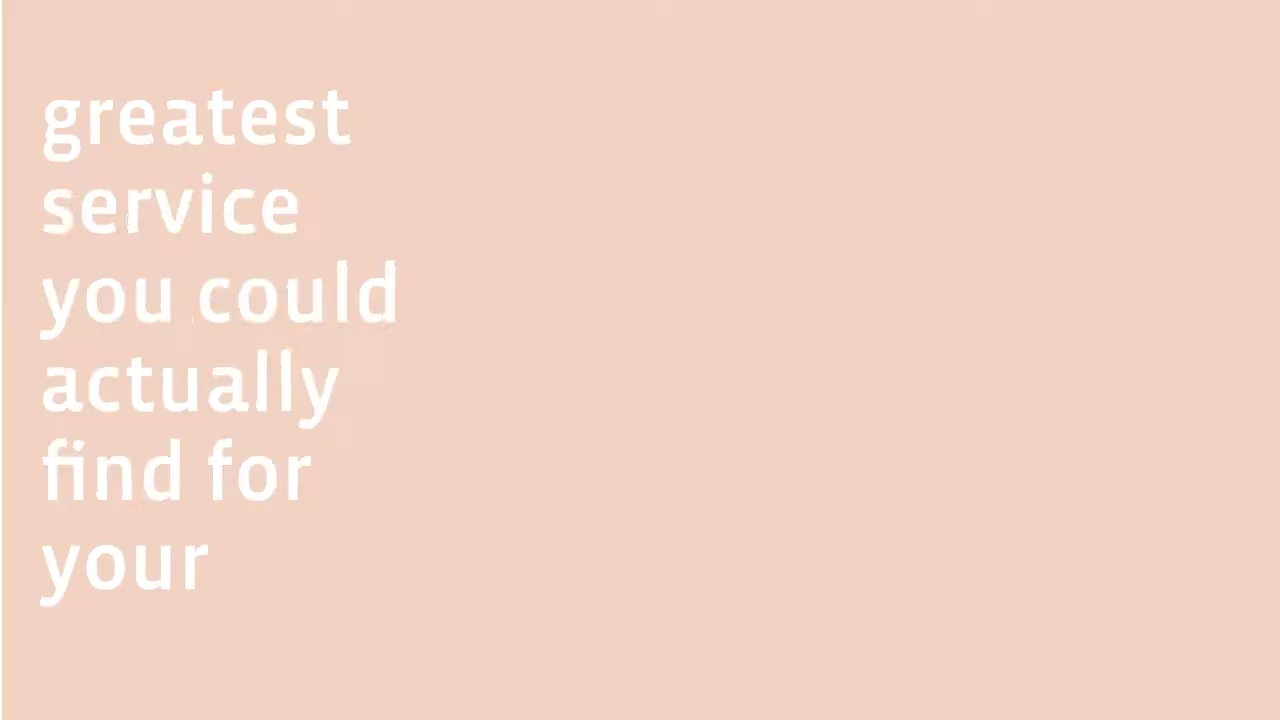 greatest
service
you could
actually
find for
your